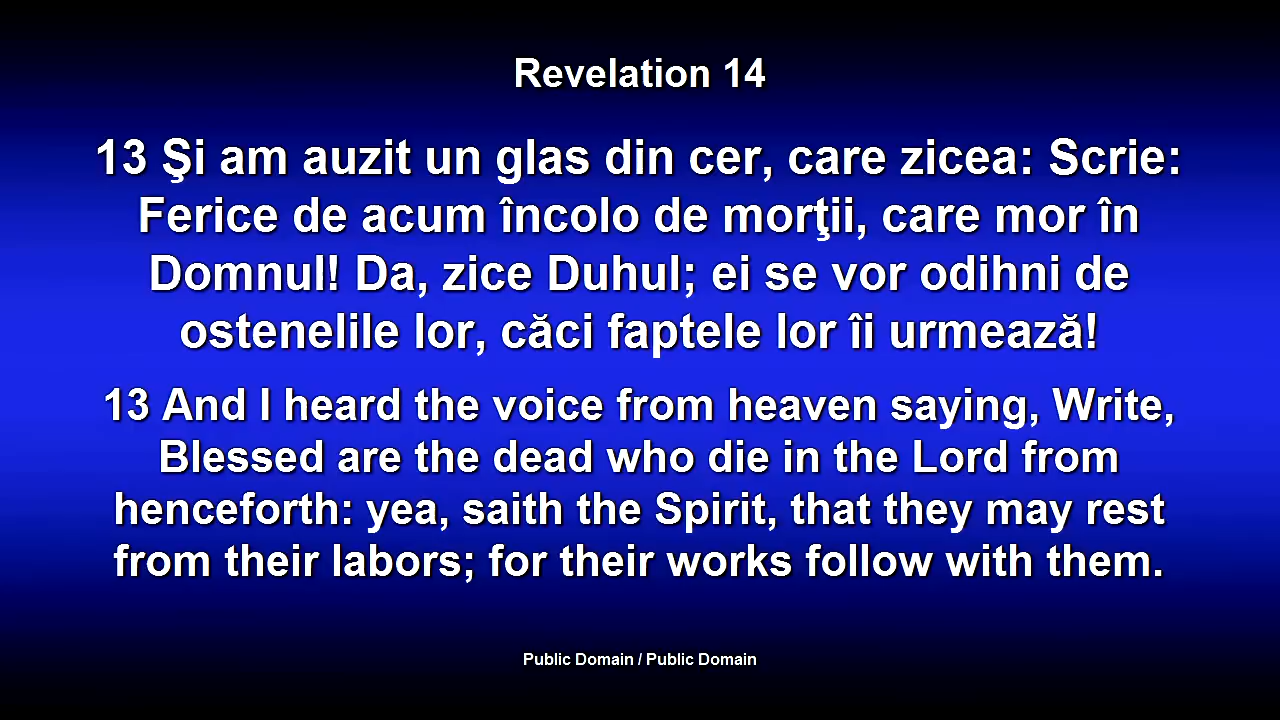 Revelation 14
13 Şi am auzit un glas din cer, care zicea: Scrie:
Ferice de acum încolo de morţii, care mor în
Domnul! Da, zice Duhul; ei se vor odihni de
ostenelile lor, căci faptele lor îi urmează!
13 And I heard the voice from heaven saying, Write,
Blessed are the dead who die in the Lord from
henceforth: yea, saith the Spirit, that they may rest
from their labors; for their works follow with them.
Public Domain / Public Domain